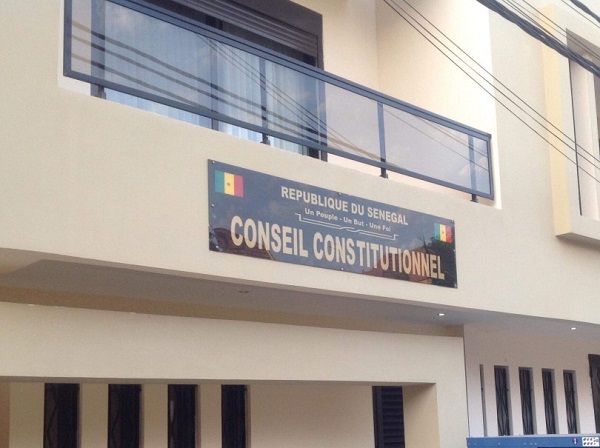 REPUBLIQUE DU SENEGAL
Un Peuple - Un But - Une Foi
CONSEIL CONSTITUTIONNEL